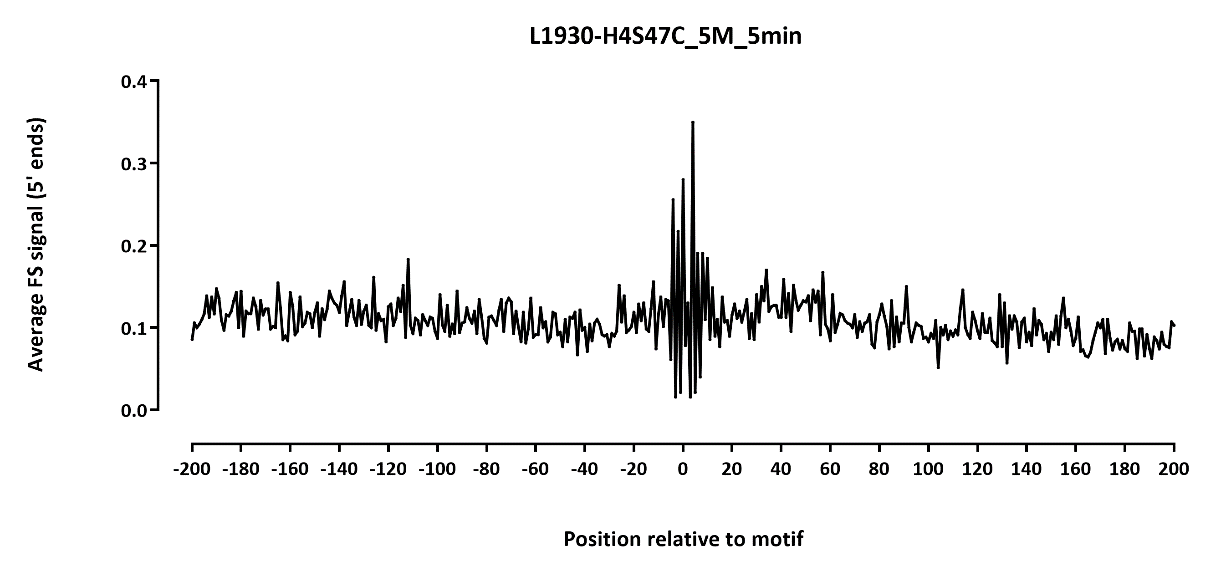 L1930-H4S47C_5M_5min
Average FS signal (5' ends)
0.4
0.3
0.2
0.1
0.0
-200 -180 -160 -140 -120 -100 -80 -60 -40 -20 0 20 40 60 80 100 120 140 160 180 200
Position relative to motif